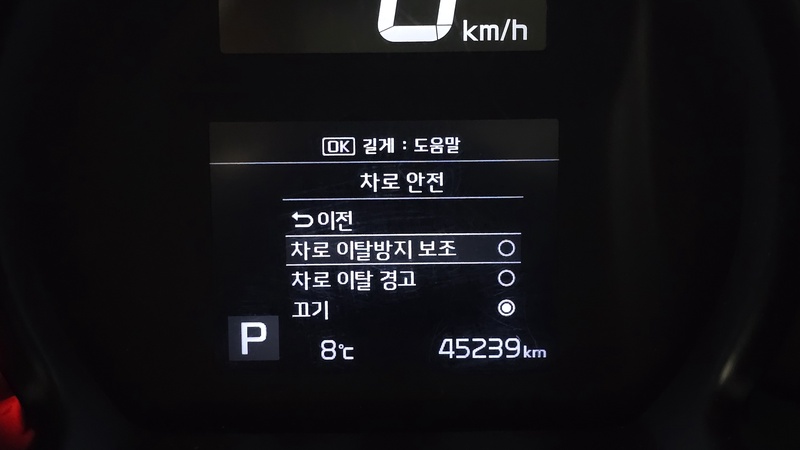 0 km/h
OK 길게 : 도움말
차로 안전
이전
차로 이탈방지 보조
차로 이탈 경고
끄기
P 8℃ 45239km